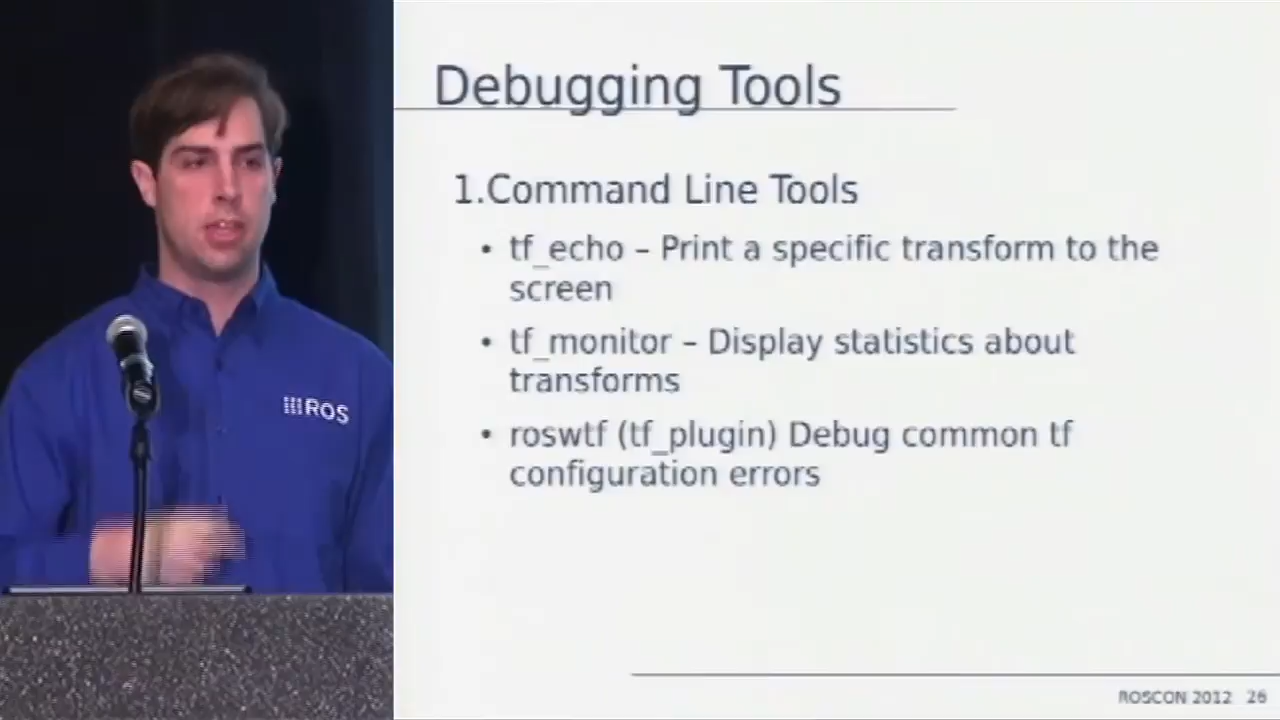 Debugging Tools
1.Command Line Tools
• tf_echo – Print a specific transform to the
screen
• tf_monitor – Display statistics about
transforms
• roswtf (tf_plugin) Debug common tf
configuration errors
ROS
ROSCON 2012 26